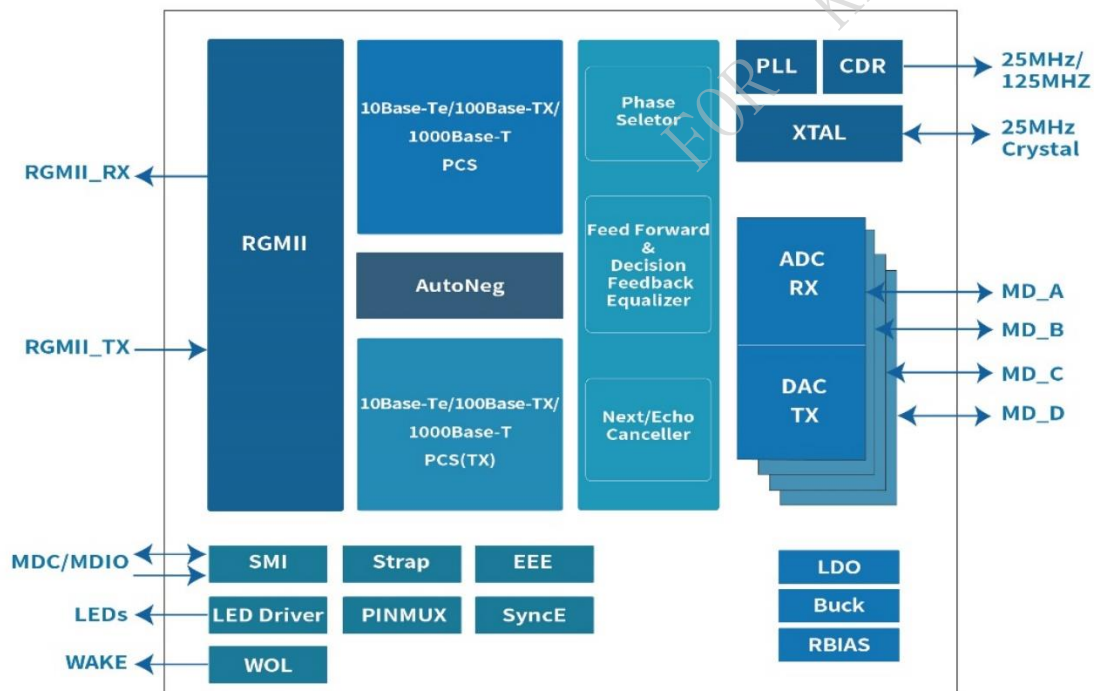 FOR
RGMII
10Base-Te/100Base-TX/
1000Base-T
PCS
AutoNeg
10Base-Te/100Base-TX/
1000Base-T
PCS(TX)
Phase
Seletor
Feed Forward
&
Decision
Feedback
Equalizer
Next/Echo
Canceller
PLL
CDR
XTAL
25MHz/
125MHZ
25MHz
Crystal
RGMII_RX
RGMII_TX
ADC
RX
DAC
TX
MD_A
MD_B
MD_C
MD_D
MDC/MDIO
SMI
Strap
EEE
LEDs
LED Driver
PINMUX
SyncE
WAKE
WOL
LDO
Buck
RBIAS